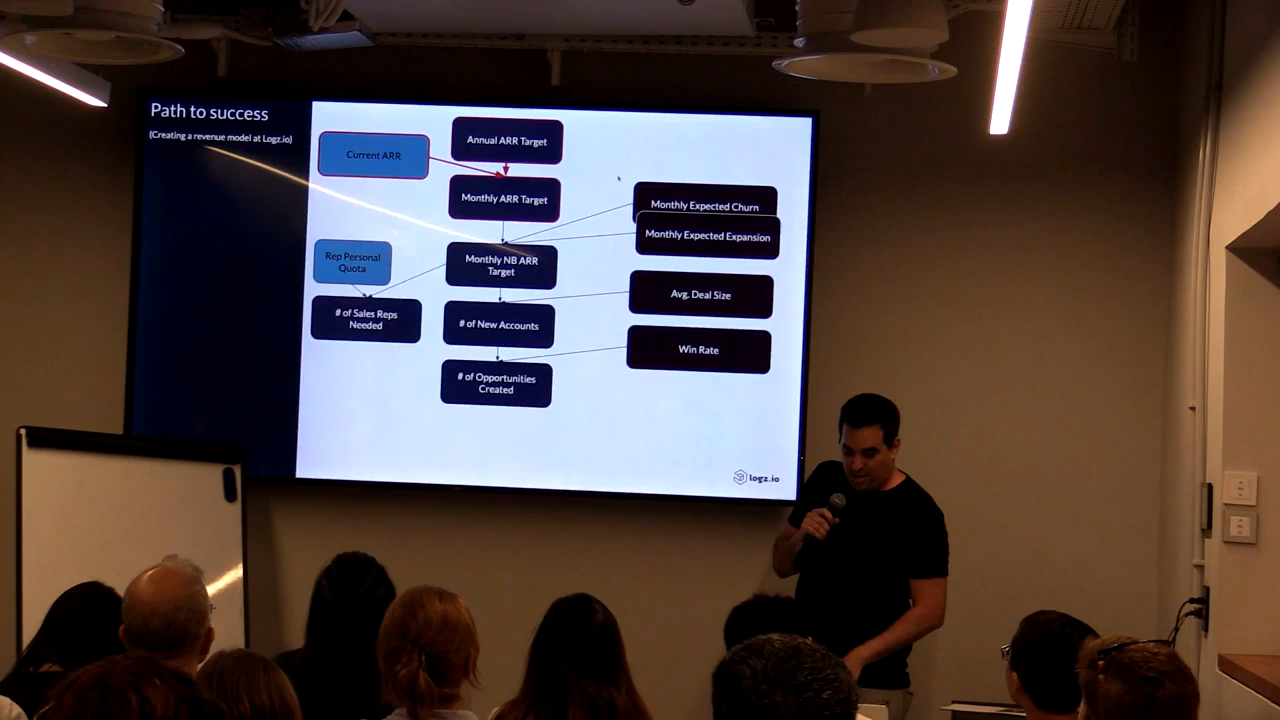 Path to success
(Creating a revenue model at Logz.io)
Current ARR
Annual ARR Target
Monthly ARR Target
Monthly Expected Churn
Monthly Expected Expansion
Rep Personal
Quota
Monthly NB ARR
Target
Avg. Deal Size
# of Sales Reps
Needed
# of New Accounts
Win Rate
# of Opportunities
Created
logz.io